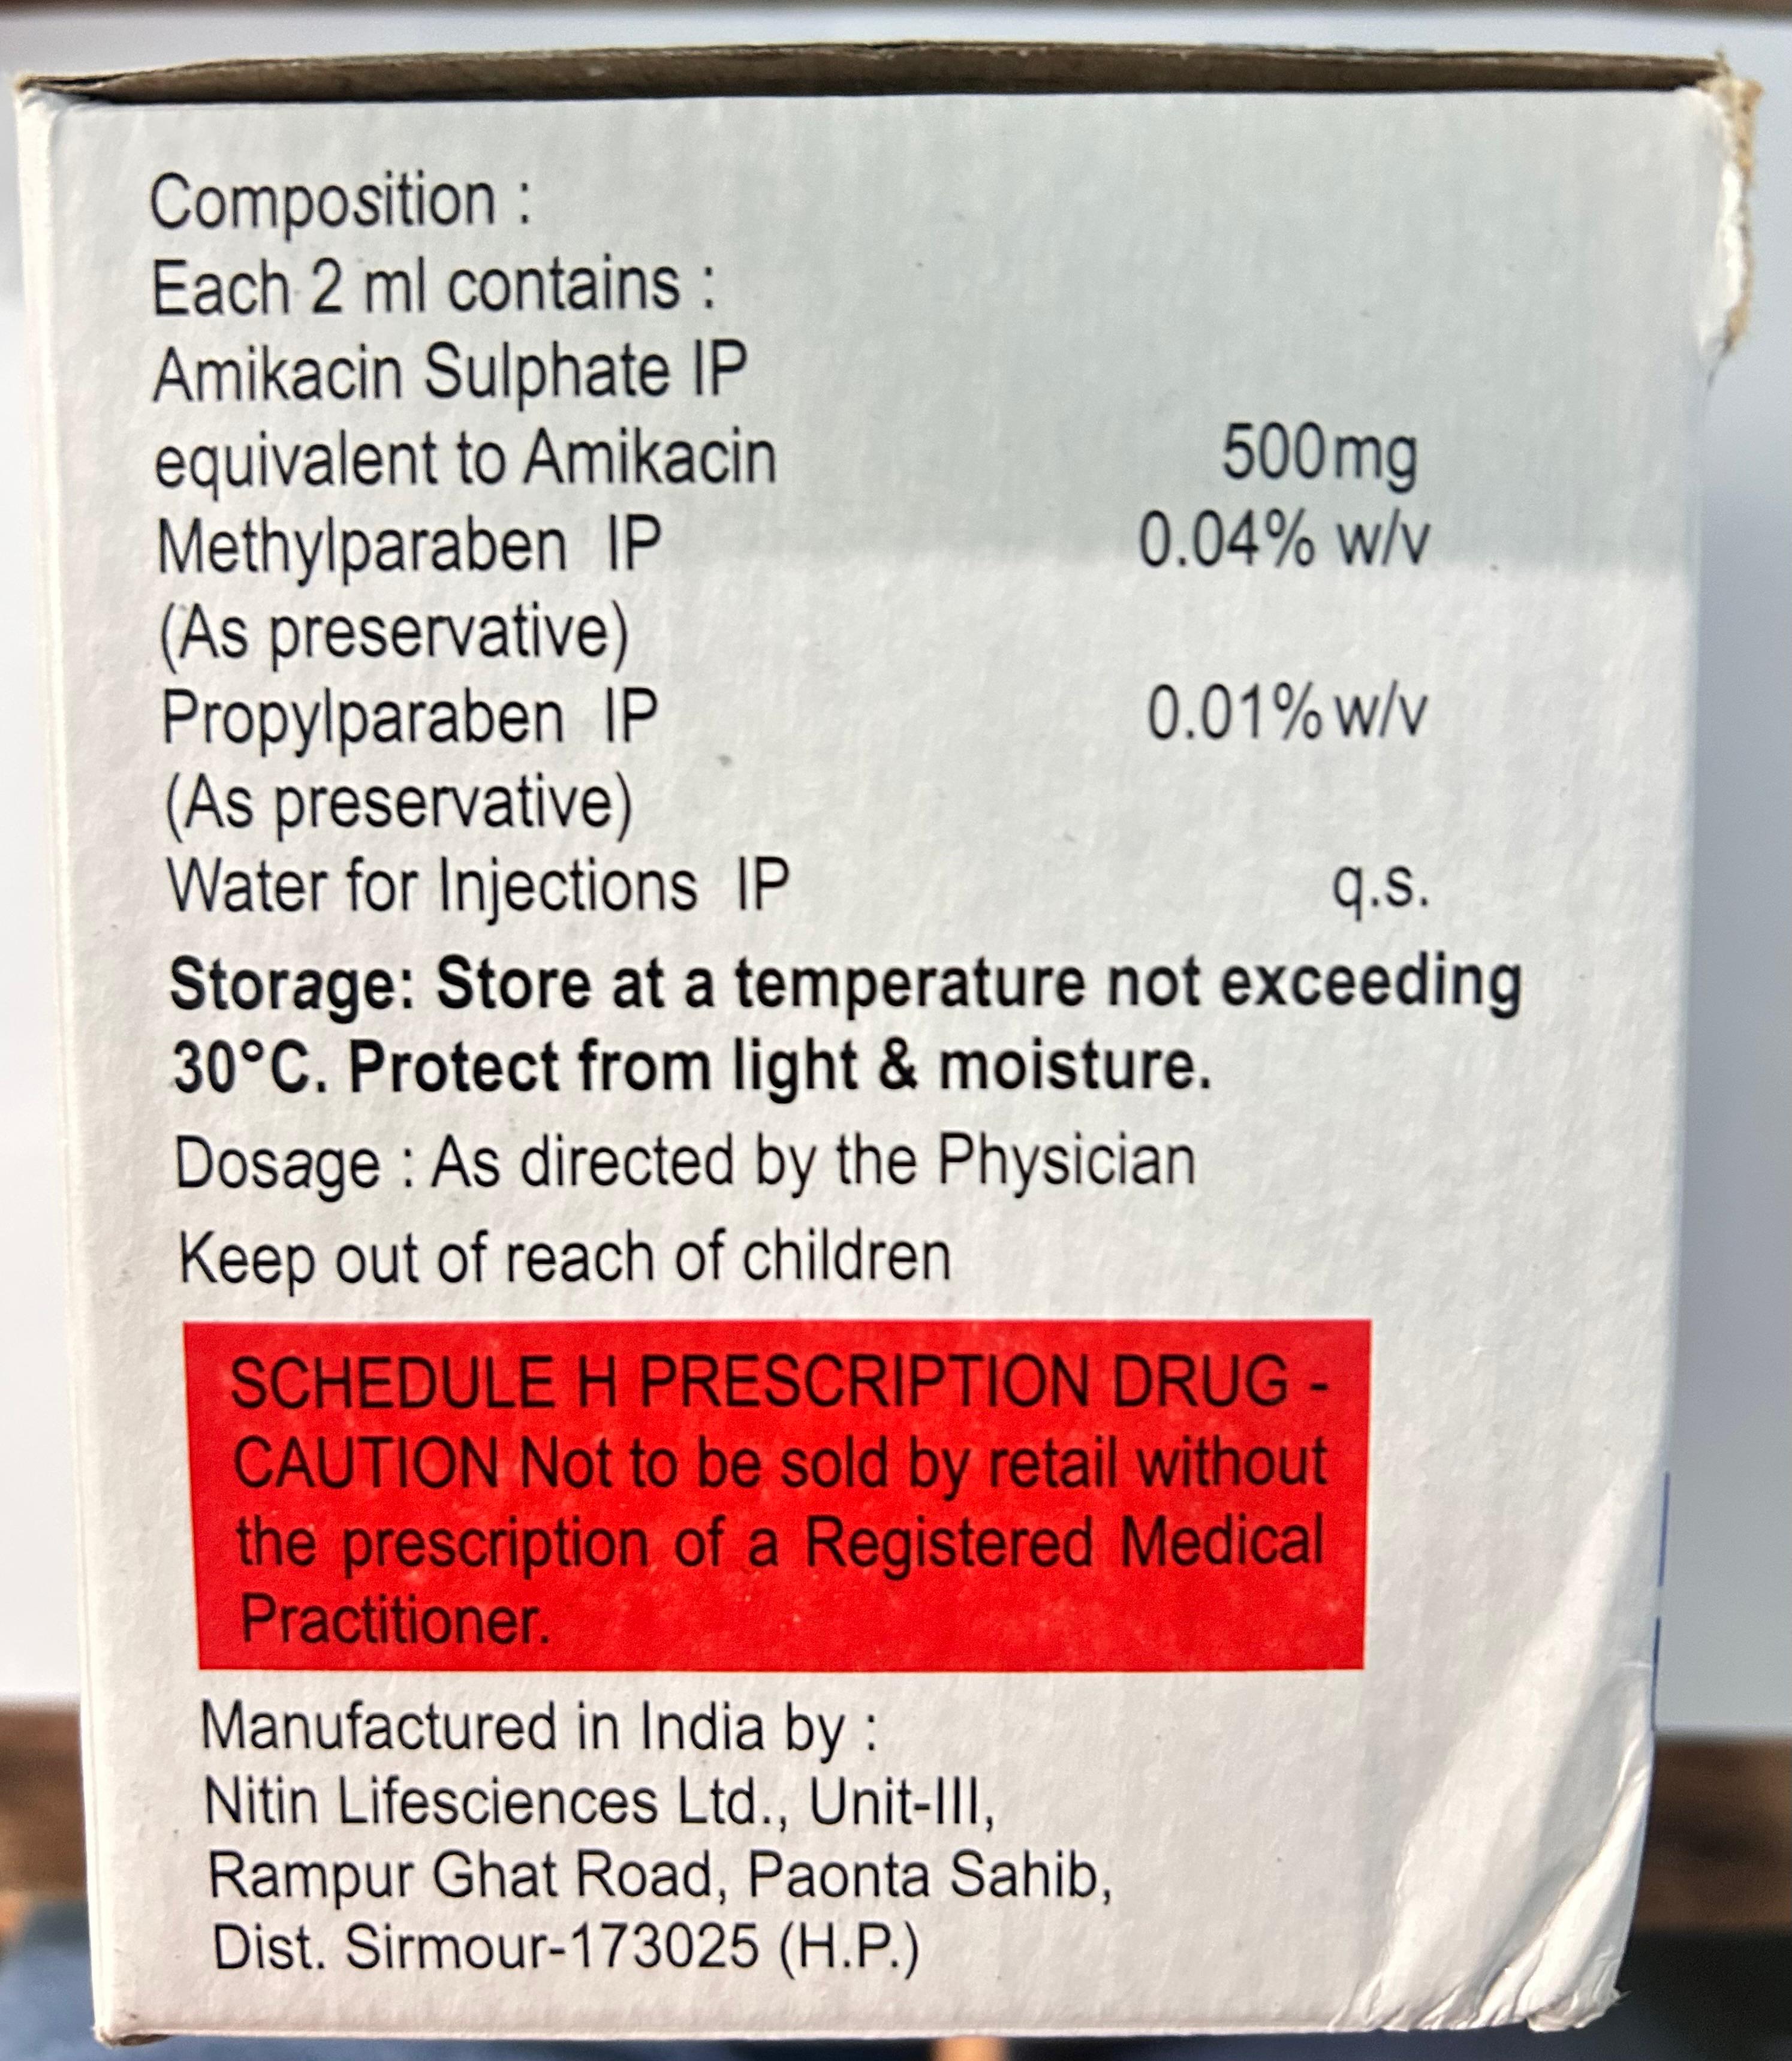 Composition :
Each 2 ml contains :
Amikacin Sulphate IP
equivalent to Amikacin 500mg
Methylparaben IP 0.04% w/v
(As preservative)
Propylparaben IP 0.01% w/v
(As preservative)
Water for Injections IP q.s.
Storage: Store at a temperature not exceeding
30°C. Protect from light & moisture.
Dosage : As directed by the Physician
Keep out of reach of children
SCHEDULE H PRESCRIPTION DRUG -
CAUTION Not to be sold by retail without
the prescription of a Registered Medical
Practitioner.
Manufactured in India by :
Nitin Lifesciences Ltd., Unit-III,
Rampur Ghat Road, Paonta Sahib,
Dist. Sirmour-173025 (H.P.)